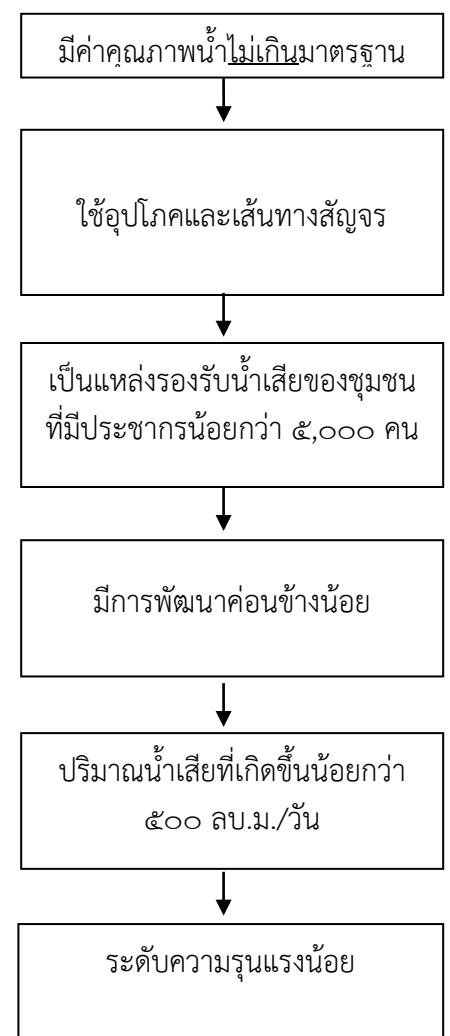 มีค่าคุณภาพน้ำไม่เกินมาตรฐาน
ใช้อุปโภคและเส้นทางสัญจร
เป็นแหล่งรองรับน้ำเสียของชุมชน
ที่มีประชากรน้อยกว่า ๕,๐๐๐ คน
มีการพัฒนาค่อนข้างน้อย
ปริมาณน้ำเสียที่เกิดขึ้นน้อยกว่า
๕๐๐ ลบ.ม./วัน
ระดับความรุนแรงน้อย